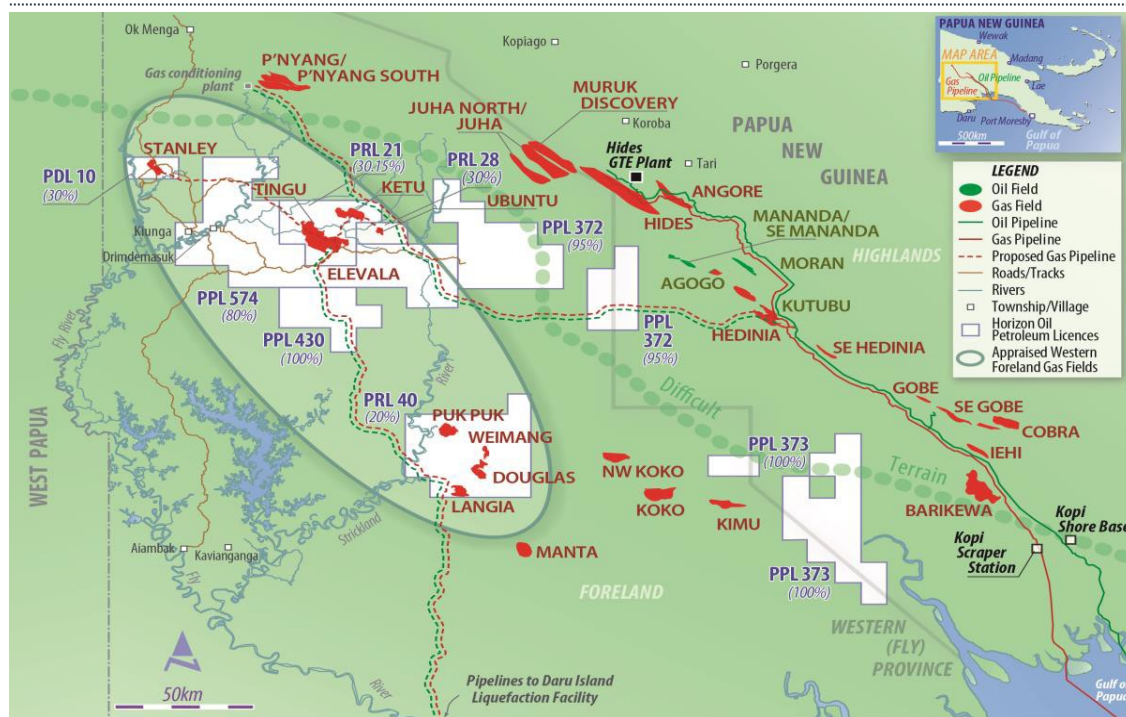 Ok Menga
Kopiago
Porgera
Gas conditioning
plant
P'NYANG/
P'NYANG SOUTH
MURUK
DISCOVERY
JUHA NORTH/
JUHA
Koroba
Hides
GTE Plant
Tari
PAPUA
NEW
GUINEA
STANLEY
PDL 10
(30%)
PRL 21
(30.15%)
PRL 28
(30%)
TINGU
KETU
UBUNTU
ANGORE
HIDES
MANANDA/
SE MANANDA
HIGHLANDS
Kiunga
Drimdemasuk
ELEVALA
PPL 372
(95%)
MORAN
AGOGO
KUTUBU
PPL 574
(80%)
PPL 430
(100%)
PPL
372
(95%)
HEDINIA
SE HEDINIA
Fly River
River
Difficult
GOBE
SE GOBE
COBRA
IEHI
PRL 40
(20%)
PUK PUK
WEIMANG
DOUGLAS
LANGIA
NW KOKO
KOKO
KIMU
PPL 373
(100%)
Terrain
BARIKEWA
WEST PAPUA
Strickland
Aiambak
Kavianganga
Fly
MANTA
Kopi
Shore Base
Kopi
Scraper
Station
FORELAND
PPL 373
(100%)
WESTERN
(FLY)
PROVINCE
50km
River
Pipelines to Daru Island
Liquefaction Facility
Gulf of
Papua
PAPUA NEW GUINEA
Wewak
MAP AREA
Madang
Oil Pipeline
Gas
Pipeline
Lae
Daru
Port Moresby
500km
Gulf of
Papua
LEGEND
Oil Field
Gas Field
Oil Pipeline
Gas Pipeline
Proposed Gas Pipeline
Roads/Tracks
Rivers
Township/Village
Horizon Oil
Petroleum Licences
Appraised Western
Foreland Gas Fields